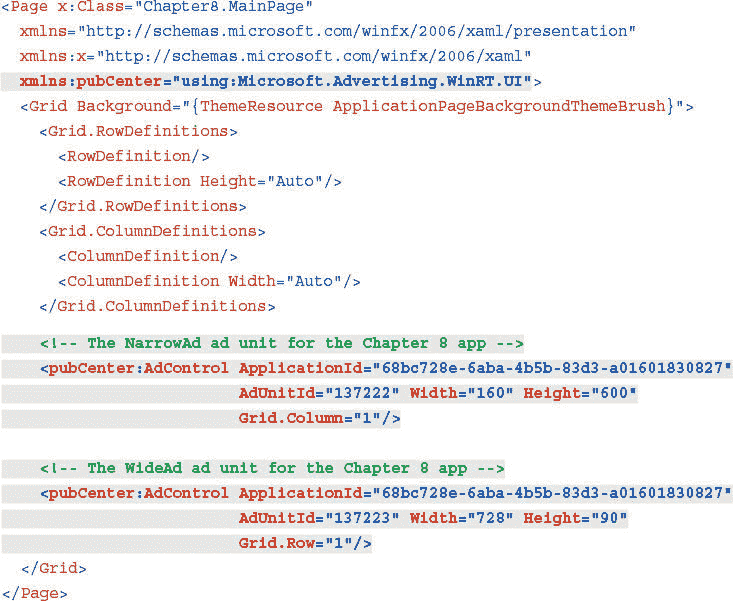 <Page x:Class="Chapter8.MainPage"
  xmlns="http://schemas.microsoft.com/winfx/2006/xaml/presentation"
  xmlns:x="http://schemas.microsoft.com/winfx/2006/xaml"
  xmlns:pubCenter="using:Microsoft.Advertising.WinRT.UI">
  <Grid Background="{ThemeResource ApplicationPageBackgroundThemeBrush}">
    <Grid.RowDefinitions>
      <RowDefinition/>
      <RowDefinition Height="Auto"/>
    </Grid.RowDefinitions>
    <Grid.ColumnDefinitions>
      <ColumnDefinition/>
      <ColumnDefinition Width="Auto"/>
    </Grid.ColumnDefinitions>

    <!-- The NarrowAd ad unit for the Chapter 8 app -->
    <pubCenter:AdControl ApplicationId="68bc728e-6aba-4b5b-83d3-a01601830827"
                         AdUnitId="137222" Width="160" Height="600"
                         Grid.Column="1"/>

    <!-- The WideAd ad unit for the Chapter 8 app -->
    <pubCenter:AdControl ApplicationId="68bc728e-6aba-4b5b-83d3-a01601830827"
                         AdUnitId="137223" Width="728" Height="90"
                         Grid.Row="1"/>
  </Grid>
</Page>